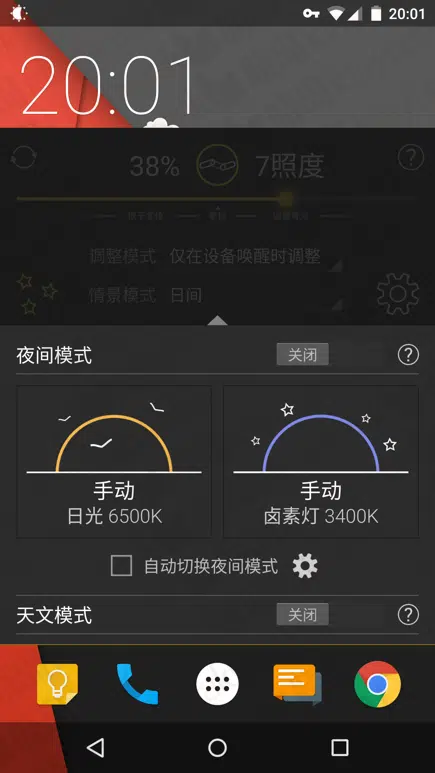 20:01
20:01
38% 7照度
调整模式 仅在设备唤醒时调整
情景模式 日间
夜间模式 关闭 ?
手动 手动
日光 6500K 卤素灯 3400K
自动切换夜间模式
天文模式 关闭 ?